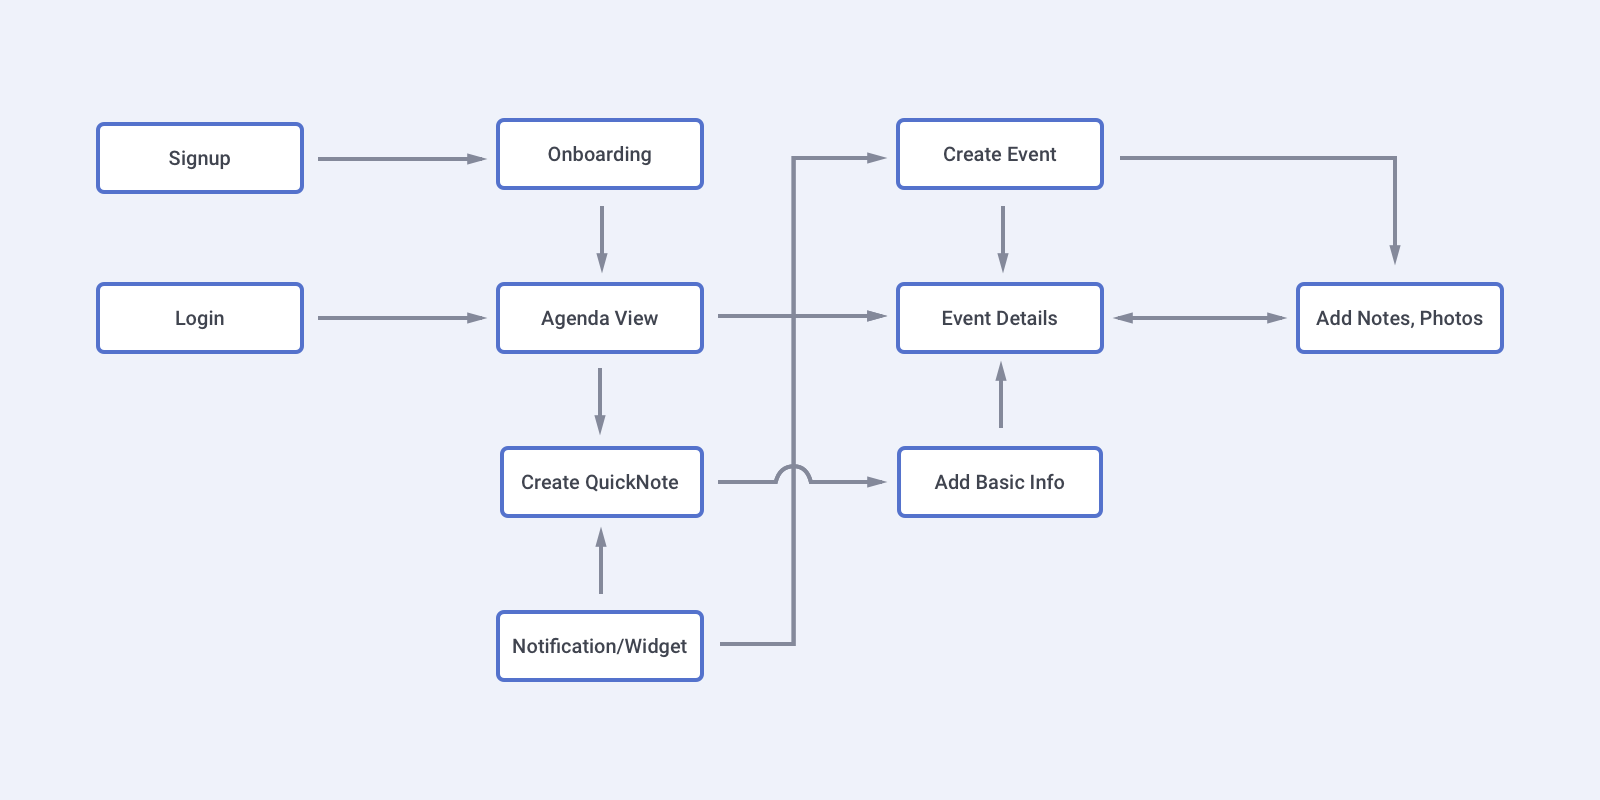 Signup
Onboarding
Create Event
Login
Agenda View
Event Details
Add Notes, Photos
Create QuickNote
Add Basic Info
Notification/Widget